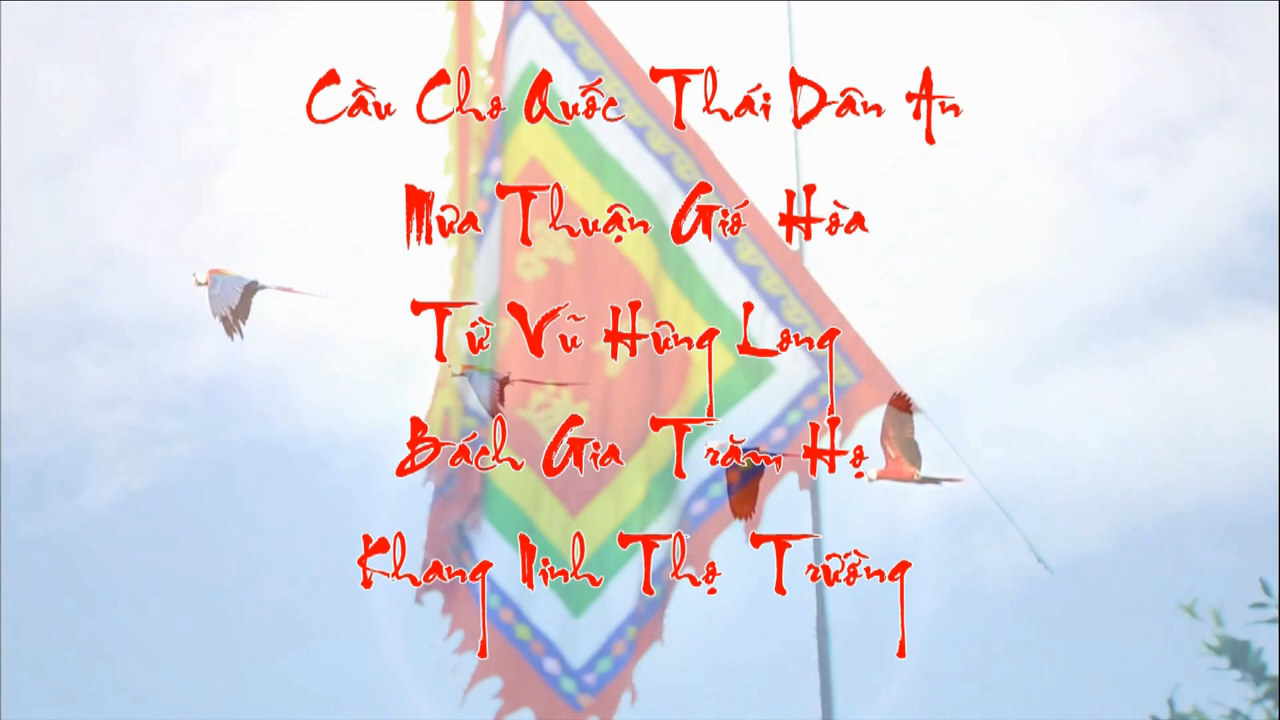 Cầu Cho Quốc Thái Dân An
Mưa Thuận Gió Hòa
Từ Vũ Hưng Long
Bách Gia Trăm Họ
Khang Ninh Thọ Trường